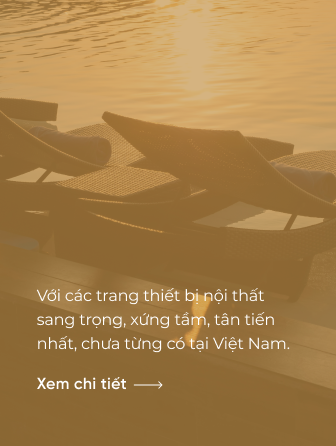 Với các trang thiết bị nội thất
sang trọng, xứng tầm, tân tiến
nhất, chưa từng có tại Việt Nam.
Xem chi tiết